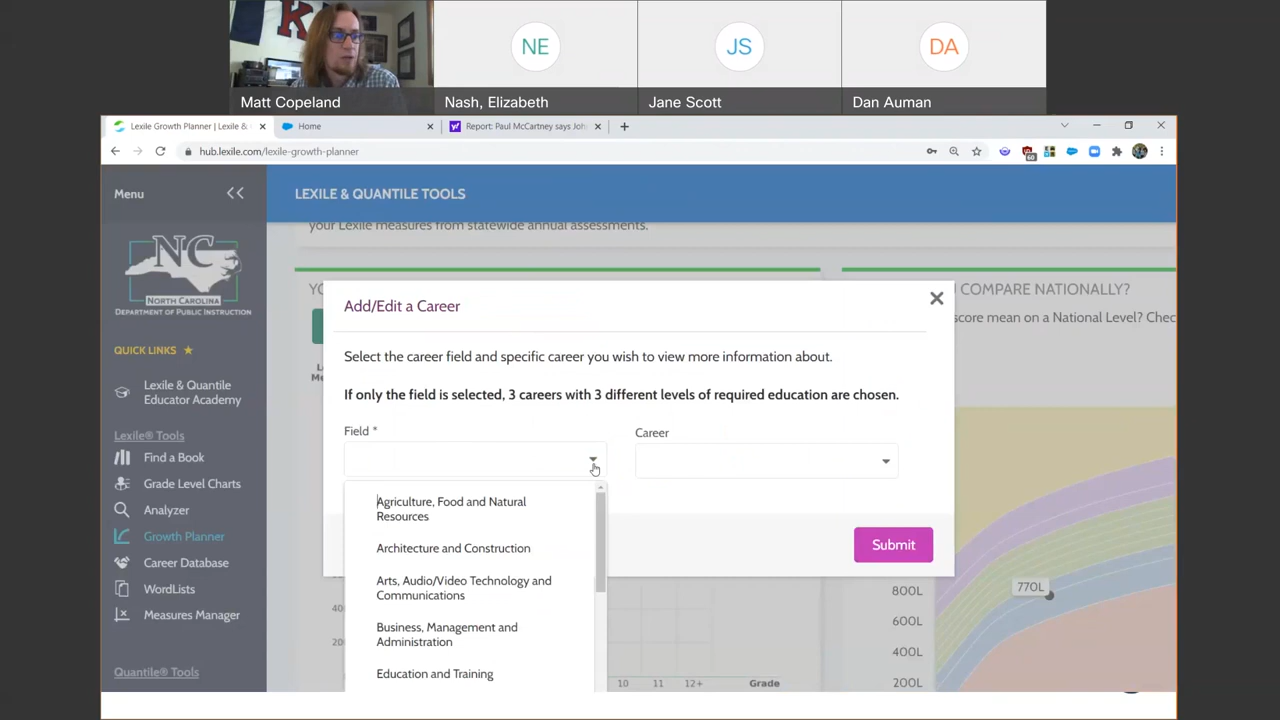 NE
JS
DA
Matt Copeland
Nash, Elizabeth
Jane Scott
Dan Auman
Lexile Growth Planner | Lexile &
Home
Report: Paul McCartney says Joh
hub.lexile.com/lexile-growth-planner
60
Menu
LEXILE & QUANTILE TOOLS
your Lexile measures from statewide annual assessments.
NC
NORTH CAROLINA
DEPARTMENT OF PUBLIC INSTRUCTION
QUICK LINKS
Lexile & Quantile
Educator Academy
Lexile® Tools
Find a Book
Grade Level Charts
Analyzer
Growth Planner
Career Database
WordLists
Measures Manager
Quantile® Tools
COMPARE NATIONALLY?
score mean on a National Level? Chec
Add/Edit a Career
Select the career field and specific career you wish to view more information about.
If only the field is selected, 3 careers with 3 different levels of required education are chosen.
Field *
Career
Agriculture, Food and Natural
Resources
Architecture and Construction
Arts, Audio/Video Technology and
Communications
Business, Management and
Administration
Education and Training
Submit
770L
800L
600L
400L
200L
10
11
12+
Grade